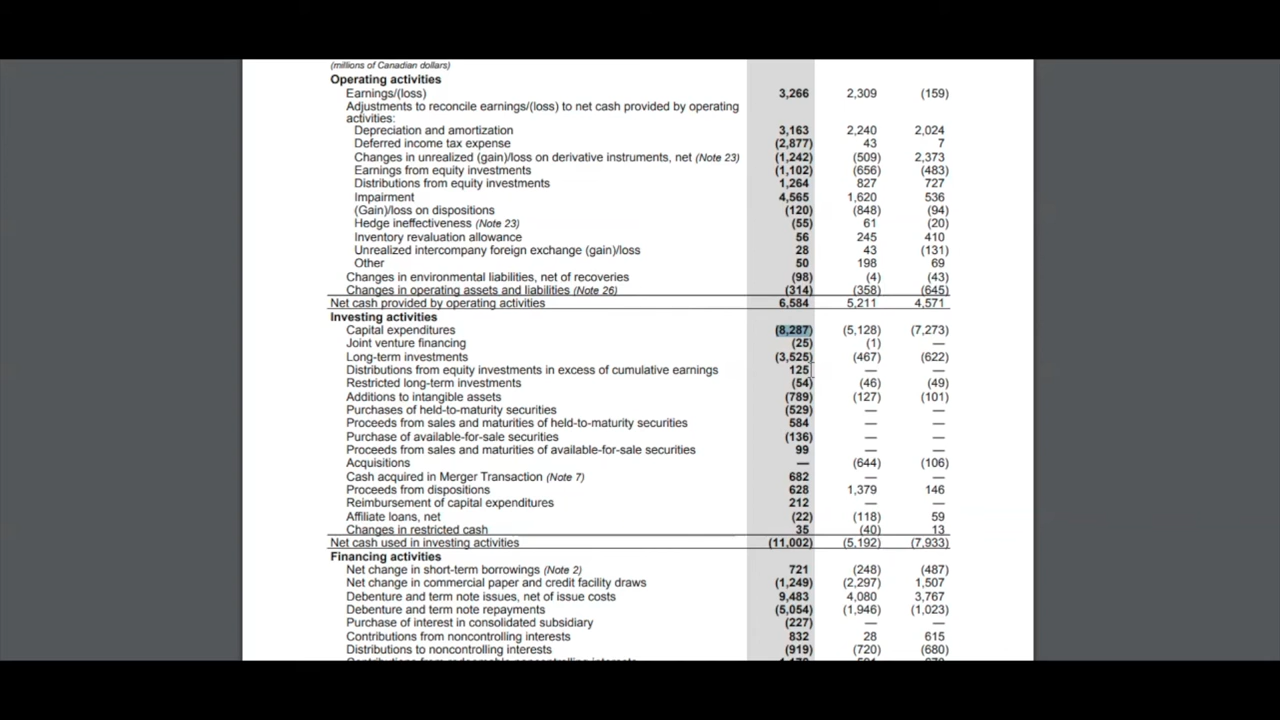 (millions of Canadian dollars)
Operating activities
Earnings/(loss) 3,266 2,309 (159)
Adjustments to reconcile earnings/(loss) to net cash provided by operating
activities:
Depreciation and amortization 3,163 2,240 2,024
Deferred income tax expense (2,877) 43 7
Changes in unrealized (gain)/loss on derivative instruments, net (Note 23) (1,242) (509) 2,373
Earnings from equity investments (1,102) (656) (483)
Distributions from equity investments 1,264 827 727
Impairment 4,565 1,620 536
(Gain)/loss on dispositions (120) (848) (94)
Hedge ineffectiveness (Note 23) (55) 61 (20)
Inventory revaluation allowance 56 245 410
Unrealized intercompany foreign exchange (gain)/loss 28 43 (131)
Other 50 198 69
Changes in environmental liabilities, net of recoveries (98) (4) (43)
Changes in operating assets and liabilities (Note 26) (314) (358) (645)
Net cash provided by operating activities 6,584 5,211 4,571
Investing activities
Capital expenditures (8,287) (5,128) (7,273)
Joint venture financing (25) (1) —
Long-term investments (3,525) (467) (622)
Distributions from equity investments in excess of cumulative earnings 125 — —
Restricted long-term investments (54) (46) (49)
Additions to intangible assets (789) (127) (101)
Purchases of held-to-maturity securities (529) — —
Proceeds from sales and maturities of held-to-maturity securities 584 — —
Purchase of available-for-sale securities (136) — —
Proceeds from sales and maturities of available-for-sale securities 99 — —
Acquisitions — (644) (106)
Cash acquired in Merger Transaction (Note 7) 682 — —
Proceeds from dispositions 628 1,379 146
Reimbursement of capital expenditures 212 — —
Affiliate loans, net (22) (118) 59
Changes in restricted cash 35 (40) 13
Net cash used in investing activities (11,002) (5,192) (7,933)
Financing activities
Net change in short-term borrowings (Note 2) 721 (248) (487)
Net change in commercial paper and credit facility draws (1,249) (2,297) 1,507
Debenture and term note issues, net of issue costs 9,483 4,080 3,767
Debenture and term note repayments (5,054) (1,946) (1,023)
Purchase of interest in consolidated subsidiary (227) — —
Contributions from noncontrolling interests 832 28 615
Distributions to noncontrolling interests (919) (720) (680)